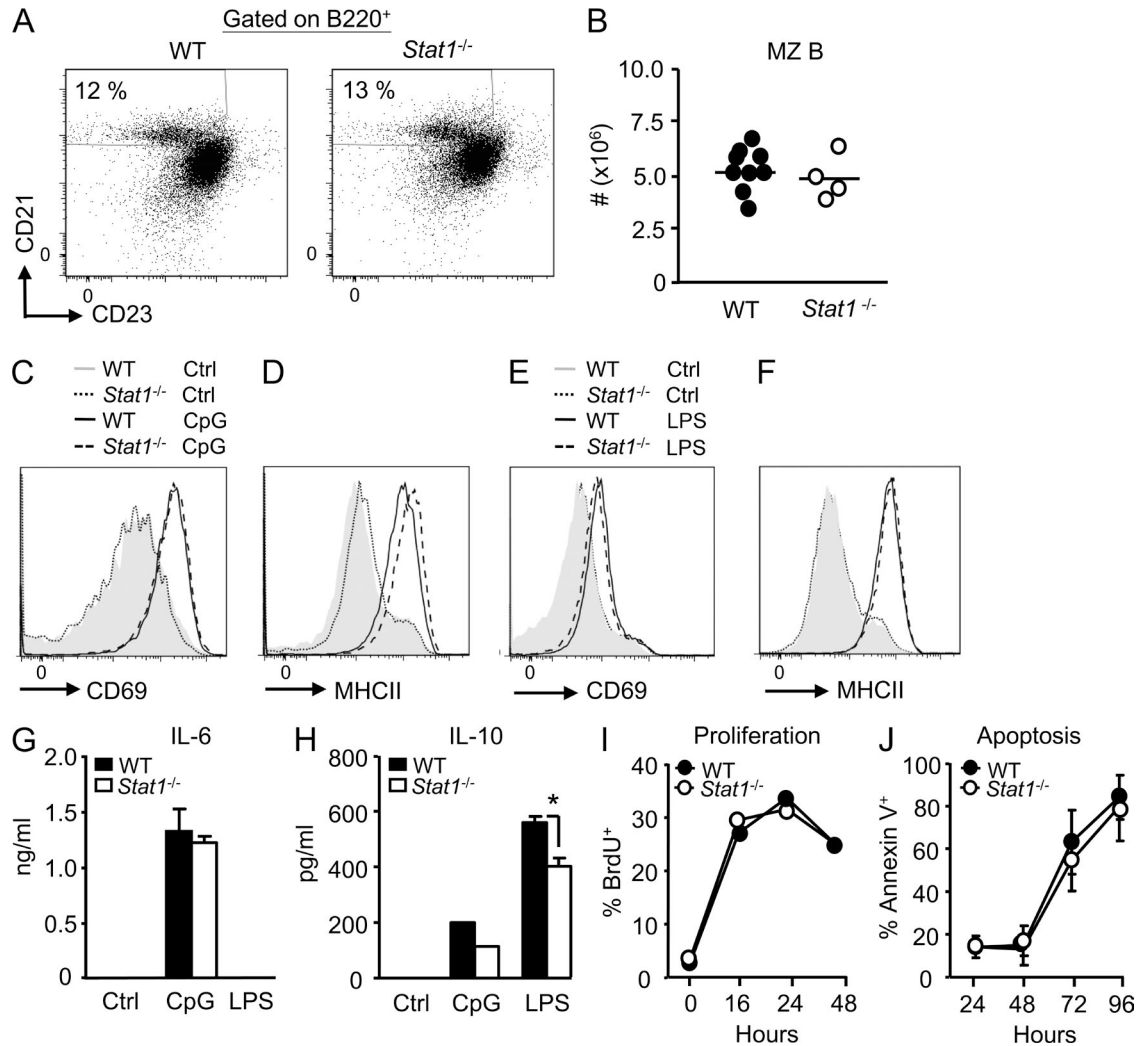 A Gated on B220⁺ B
WT Stat1⁻/⁻ MZ B
12 % 13 %
10.0
7.5
5.0
2.5
0
# (x10⁶)
CD21
0 0
0 0
CD23
WT Stat1⁻/⁻
C WT Ctrl D E WT Ctrl F
Stat1⁻/⁻ Ctrl Stat1⁻/⁻ Ctrl
WT CpG WT LPS
Stat1⁻/⁻ CpG Stat1⁻/⁻ LPS
0 0 0 0
CD69 MHCII CD69 MHCII
G IL-6
WT
Stat1⁻/⁻
2.0
1.5
1.0
0.5
0
ng/ml
Ctrl CpG LPS
H IL-10
WT
Stat1⁻/⁻
*
800
600
400
200
0
pg/ml
Ctrl CpG LPS
I Proliferation
WT
Stat1⁻/⁻
40
30
20
10
0
% BrdU⁺
0 16 24 48
Hours
J Apoptosis
WT
Stat1⁻/⁻
100
80
60
40
20
0
% Annexin V⁺
24 48 72 96
Hours